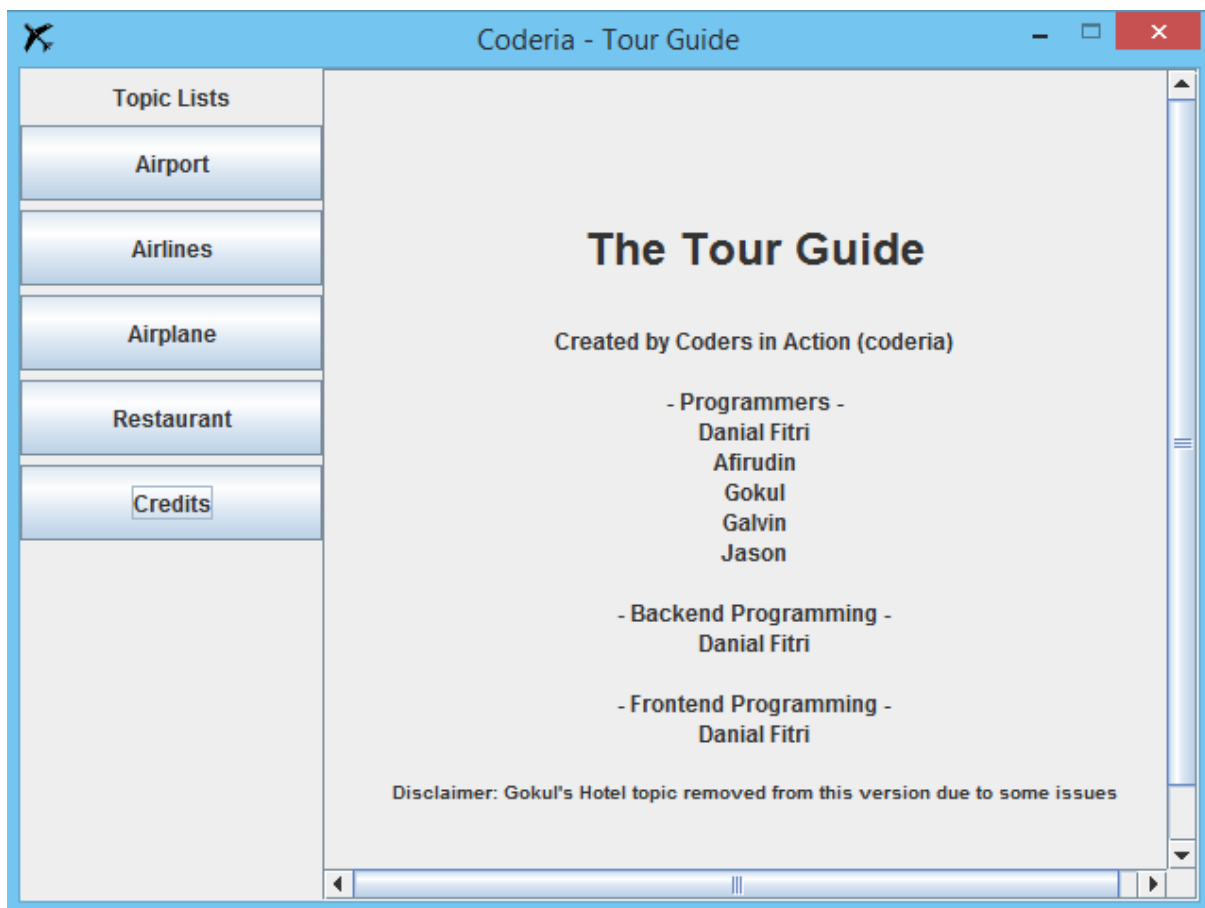 Coderia - Tour Guide
Topic Lists
Airport
Airlines
Airplane
Restaurant
Credits
The Tour Guide
Created by Coders in Action (coderia)
- Programmers -
Danial Fitri
Afirudin
Gokul
Galvin
Jason
- Backend Programming -
Danial Fitri
- Frontend Programming -
Danial Fitri
Disclaimer: Gokul's Hotel topic removed from this version due to some issues